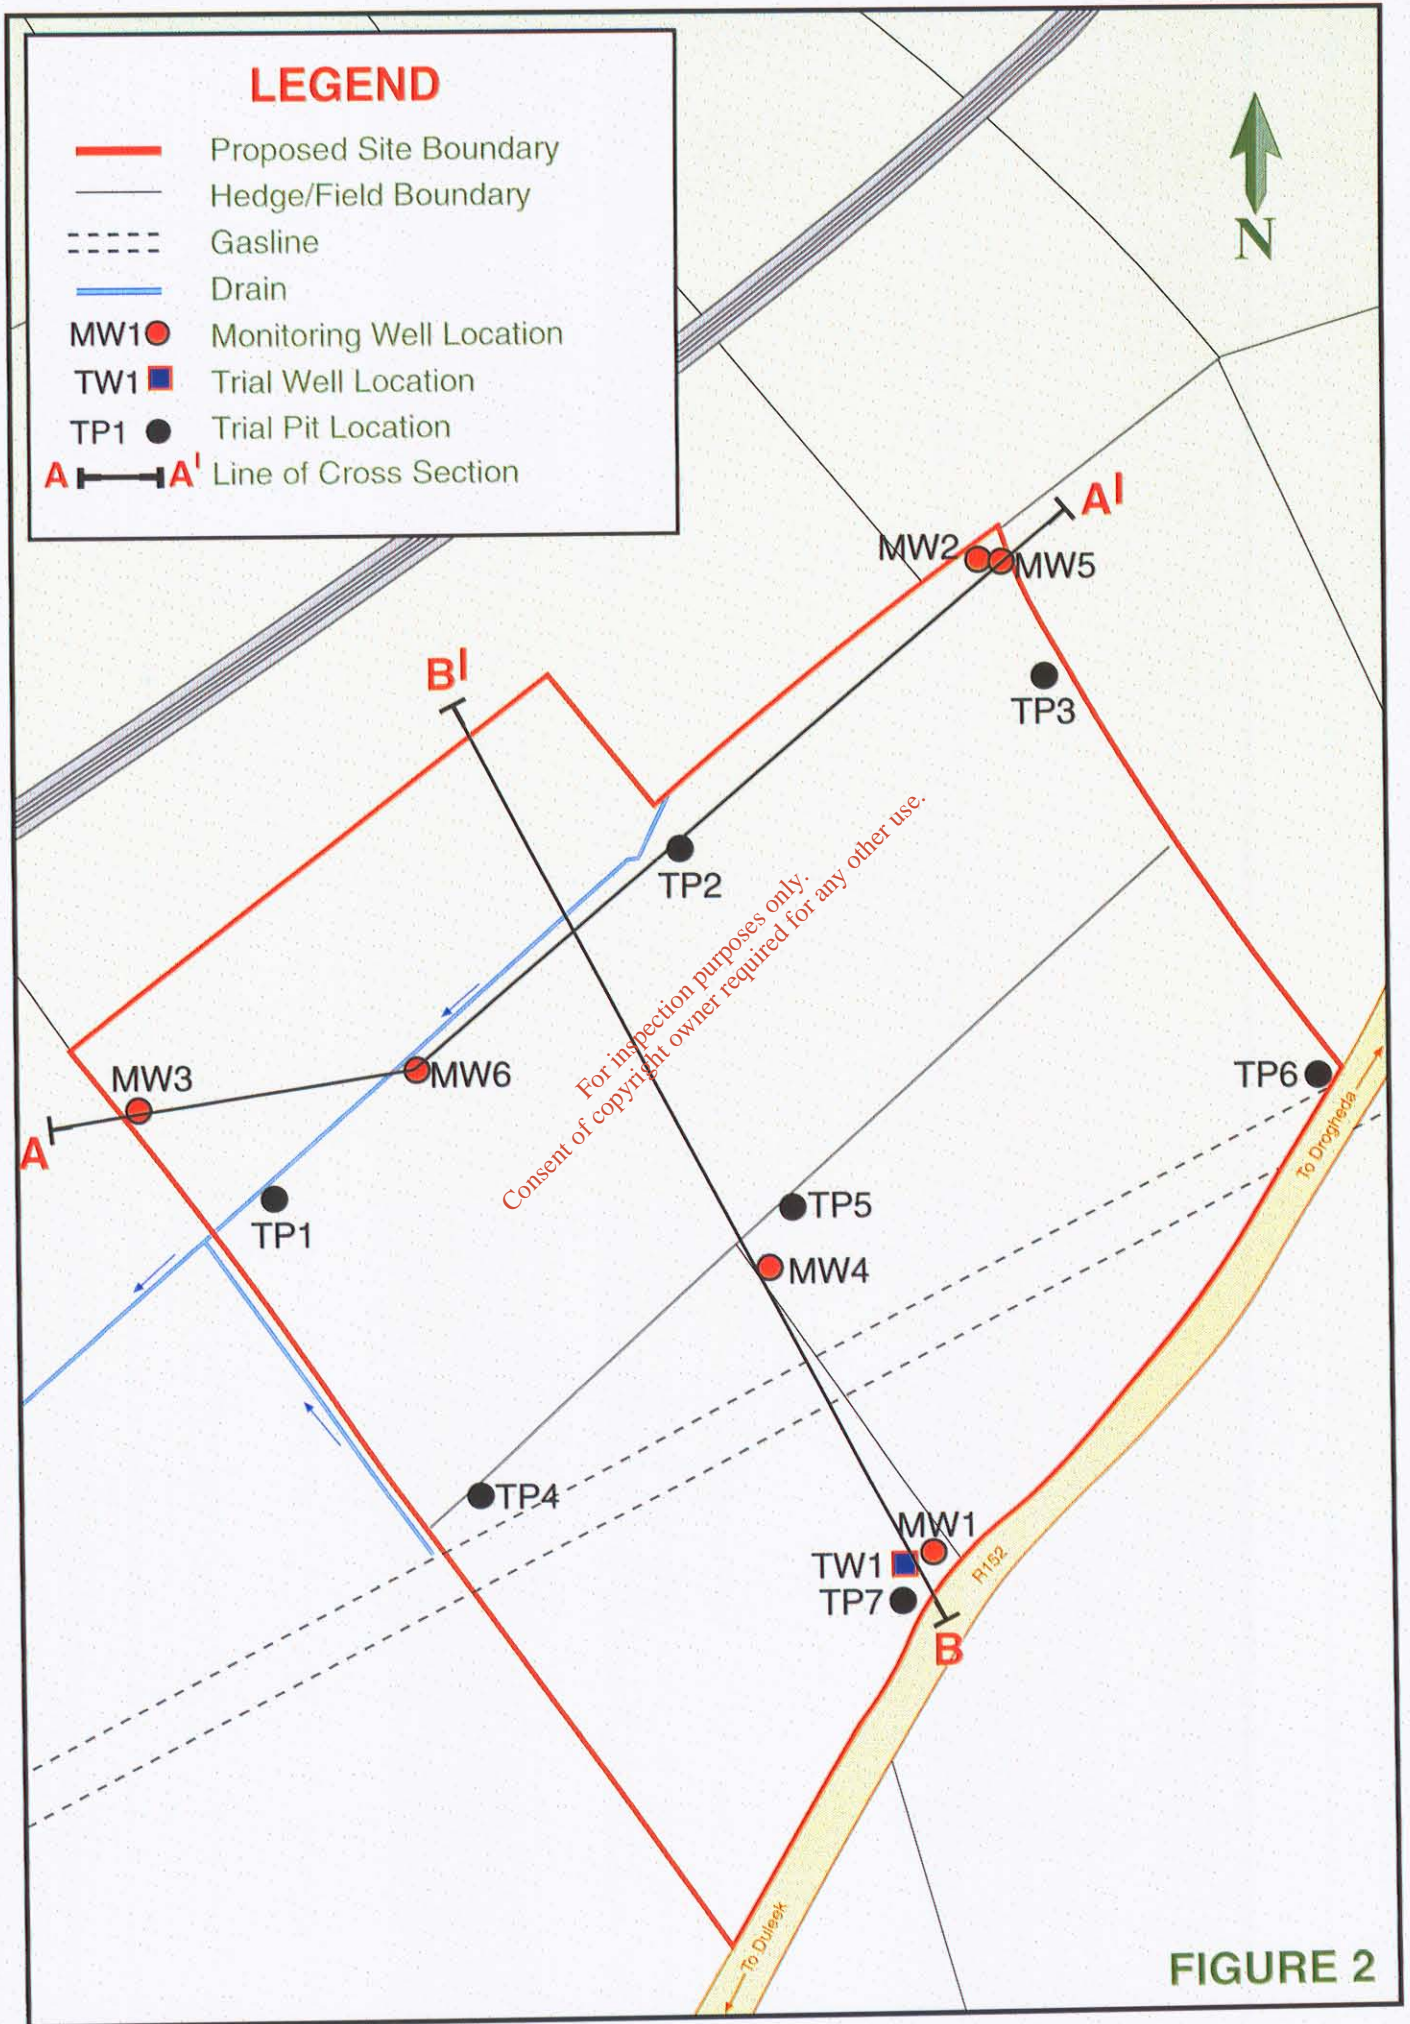 LEGEND
Proposed Site Boundary
Hedge/Field Boundary
Gasline
Drain
MW1 Monitoring Well Location
TW1 Trial Well Location
TP1 Trial Pit Location
A A' Line of Cross Section
N
A'
MW2
MW5
B'
TP3
TP2
For inspection purposes only.
Consent of copyright owner required for any other use.
MW3
MW6
TP6
A
To Drogheda
TP1
TP5
MW4
TP4
MW1
TW1
R152
TP7
B
To Duleek
FIGURE 2